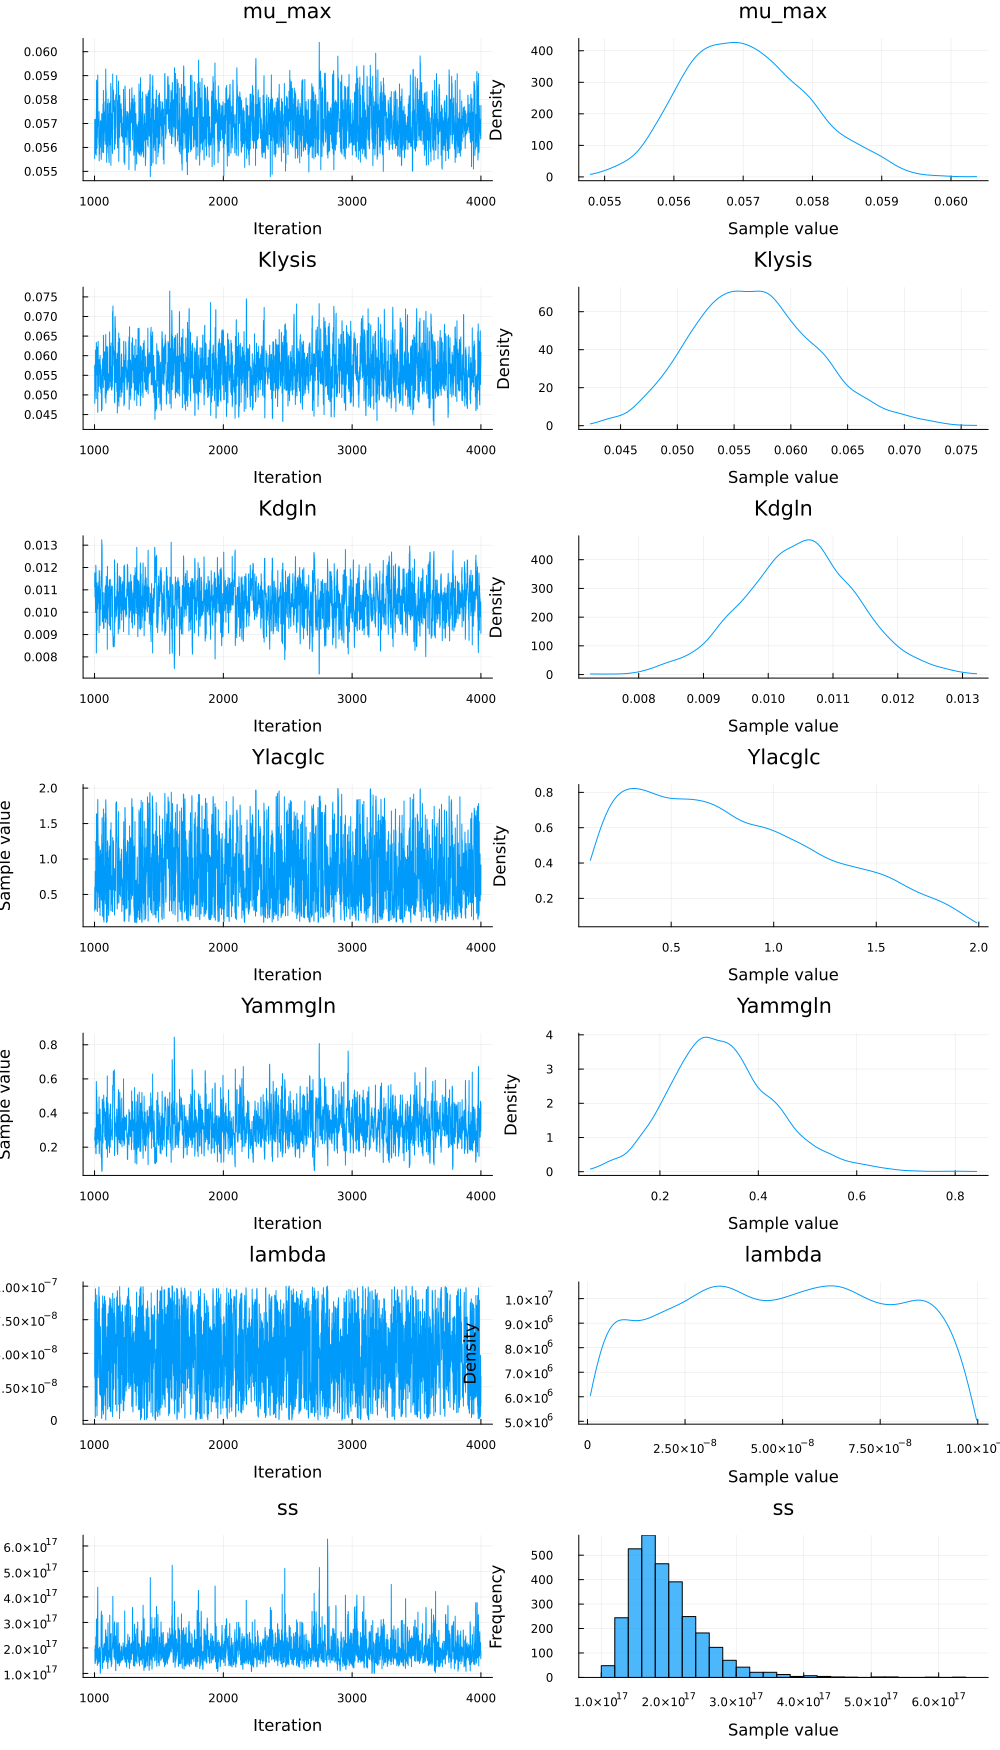 mu_max mu_max
0.060
0.059
0.058
0.057
0.056
0.055
1000 2000 3000 4000
Iteration
Density
400
300
200
100
0
0.055 0.056 0.057 0.058 0.059 0.060
Sample value
Klysis Klysis
0.075
0.070
0.065
0.060
0.055
0.050
0.045
1000 2000 3000 4000
Iteration
Density
60
40
20
0
0.045 0.050 0.055 0.060 0.065 0.070 0.075
Sample value
Kdgln Kdgln
0.013
0.012
0.011
0.010
0.009
0.008
1000 2000 3000 4000
Iteration
Density
400
300
200
100
0
0.008 0.009 0.010 0.011 0.012 0.013
Sample value
Ylacglc Ylacglc
Sample value
2.0
1.5
1.0
0.5
1000 2000 3000 4000
Iteration
Density
0.8
0.6
0.4
0.2
0.5 1.0 1.5 2.0
Sample value
Yammgln Yammgln
Sample value
0.8
0.6
0.4
0.2
1000 2000 3000 4000
Iteration
Density
4
3
2
1
0
0.2 0.4 0.6 0.8
Sample value
lambda lambda
.00×10⁻⁷
.50×10⁻⁸
.00×10⁻⁸
.50×10⁻⁸
0
1000 2000 3000 4000
Iteration
Density
1.0×10⁷
9.0×10⁶
8.0×10⁶
7.0×10⁶
6.0×10⁶
5.0×10⁶
0 2.50×10⁻⁸ 5.00×10⁻⁸ 7.50×10⁻⁸ 1.00×10⁻
Sample value
ss ss
6.0×10¹⁷
5.0×10¹⁷
4.0×10¹⁷
3.0×10¹⁷
2.0×10¹⁷
1.0×10¹⁷
1000 2000 3000 4000
Iteration
Frequency
500
400
300
200
100
0
1.0×10¹⁷ 2.0×10¹⁷ 3.0×10¹⁷ 4.0×10¹⁷ 5.0×10¹⁷ 6.0×10¹⁷
Sample value